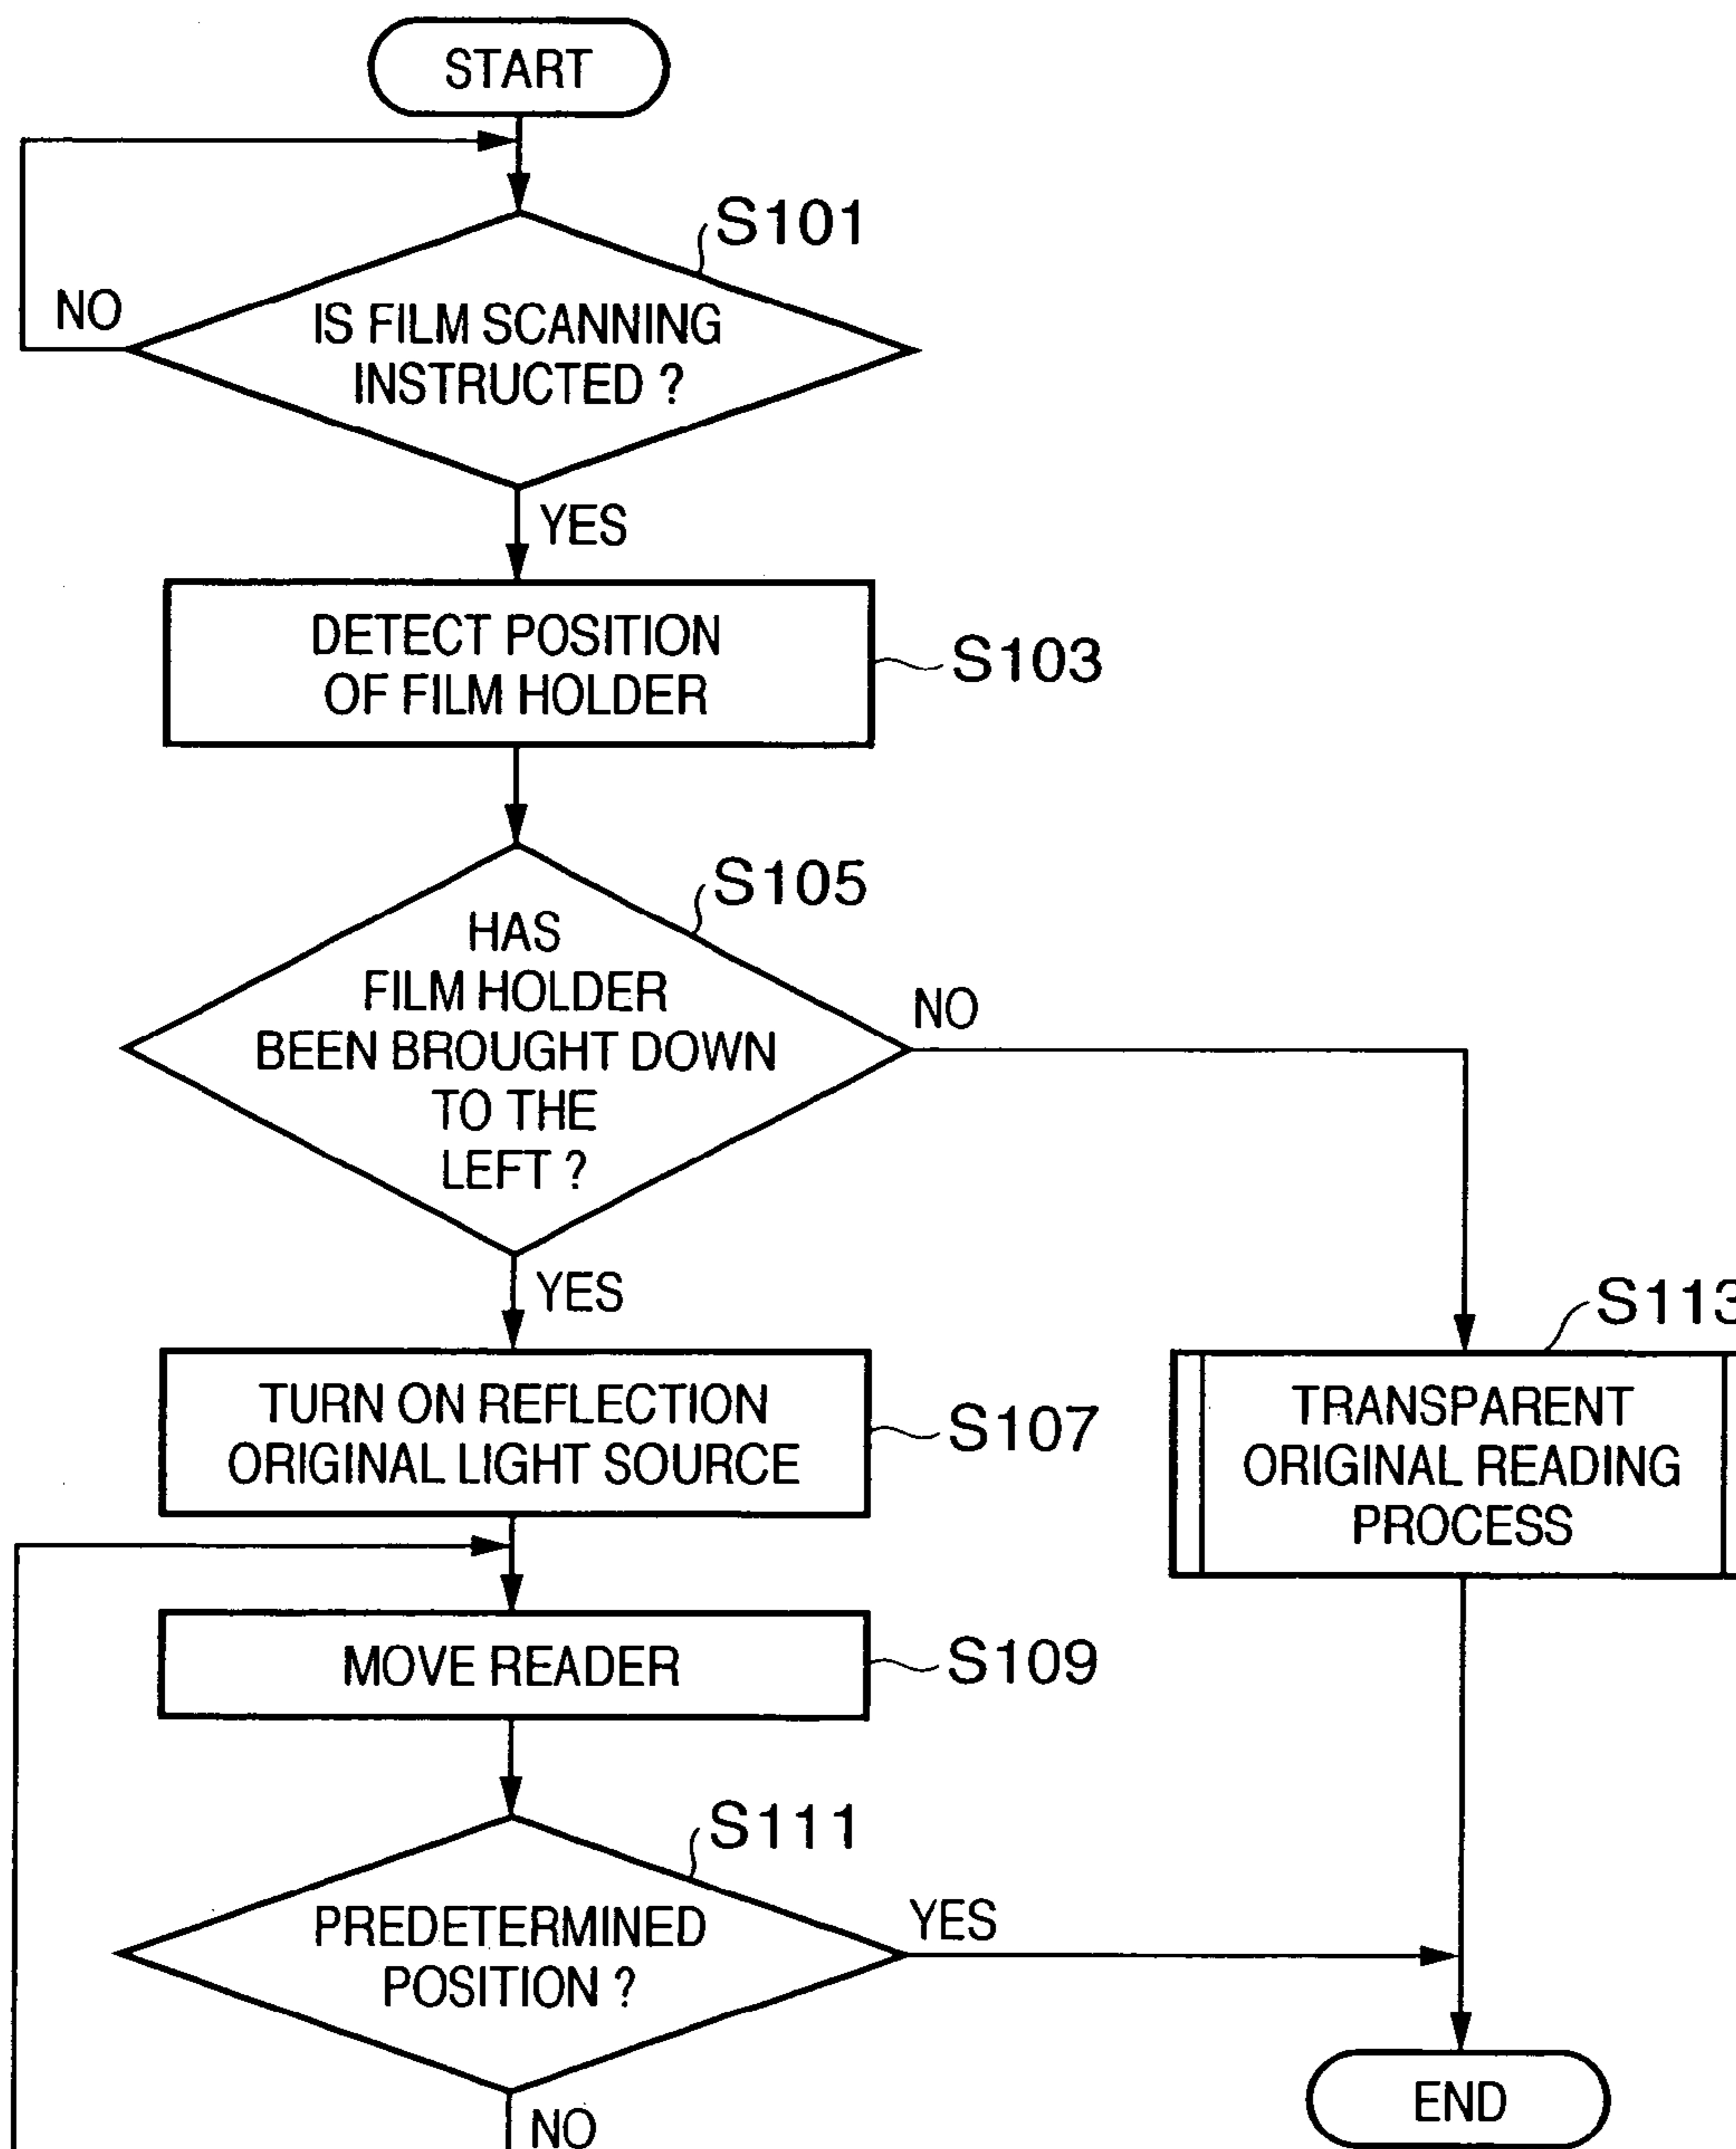 START
S101
NO
IS FILM SCANNING
INSTRUCTED ?
YES
DETECT POSITION
OF FILM HOLDER
S103
S105
HAS
FILM HOLDER
BEEN BROUGHT DOWN
TO THE
LEFT ?
NO
YES
S113
TURN ON REFLECTION
ORIGINAL LIGHT SOURCE
S107
TRANSPARENT
ORIGINAL READING
PROCESS
MOVE READER
S109
S111
PREDETERMINED
POSITION ?
YES
NO
END